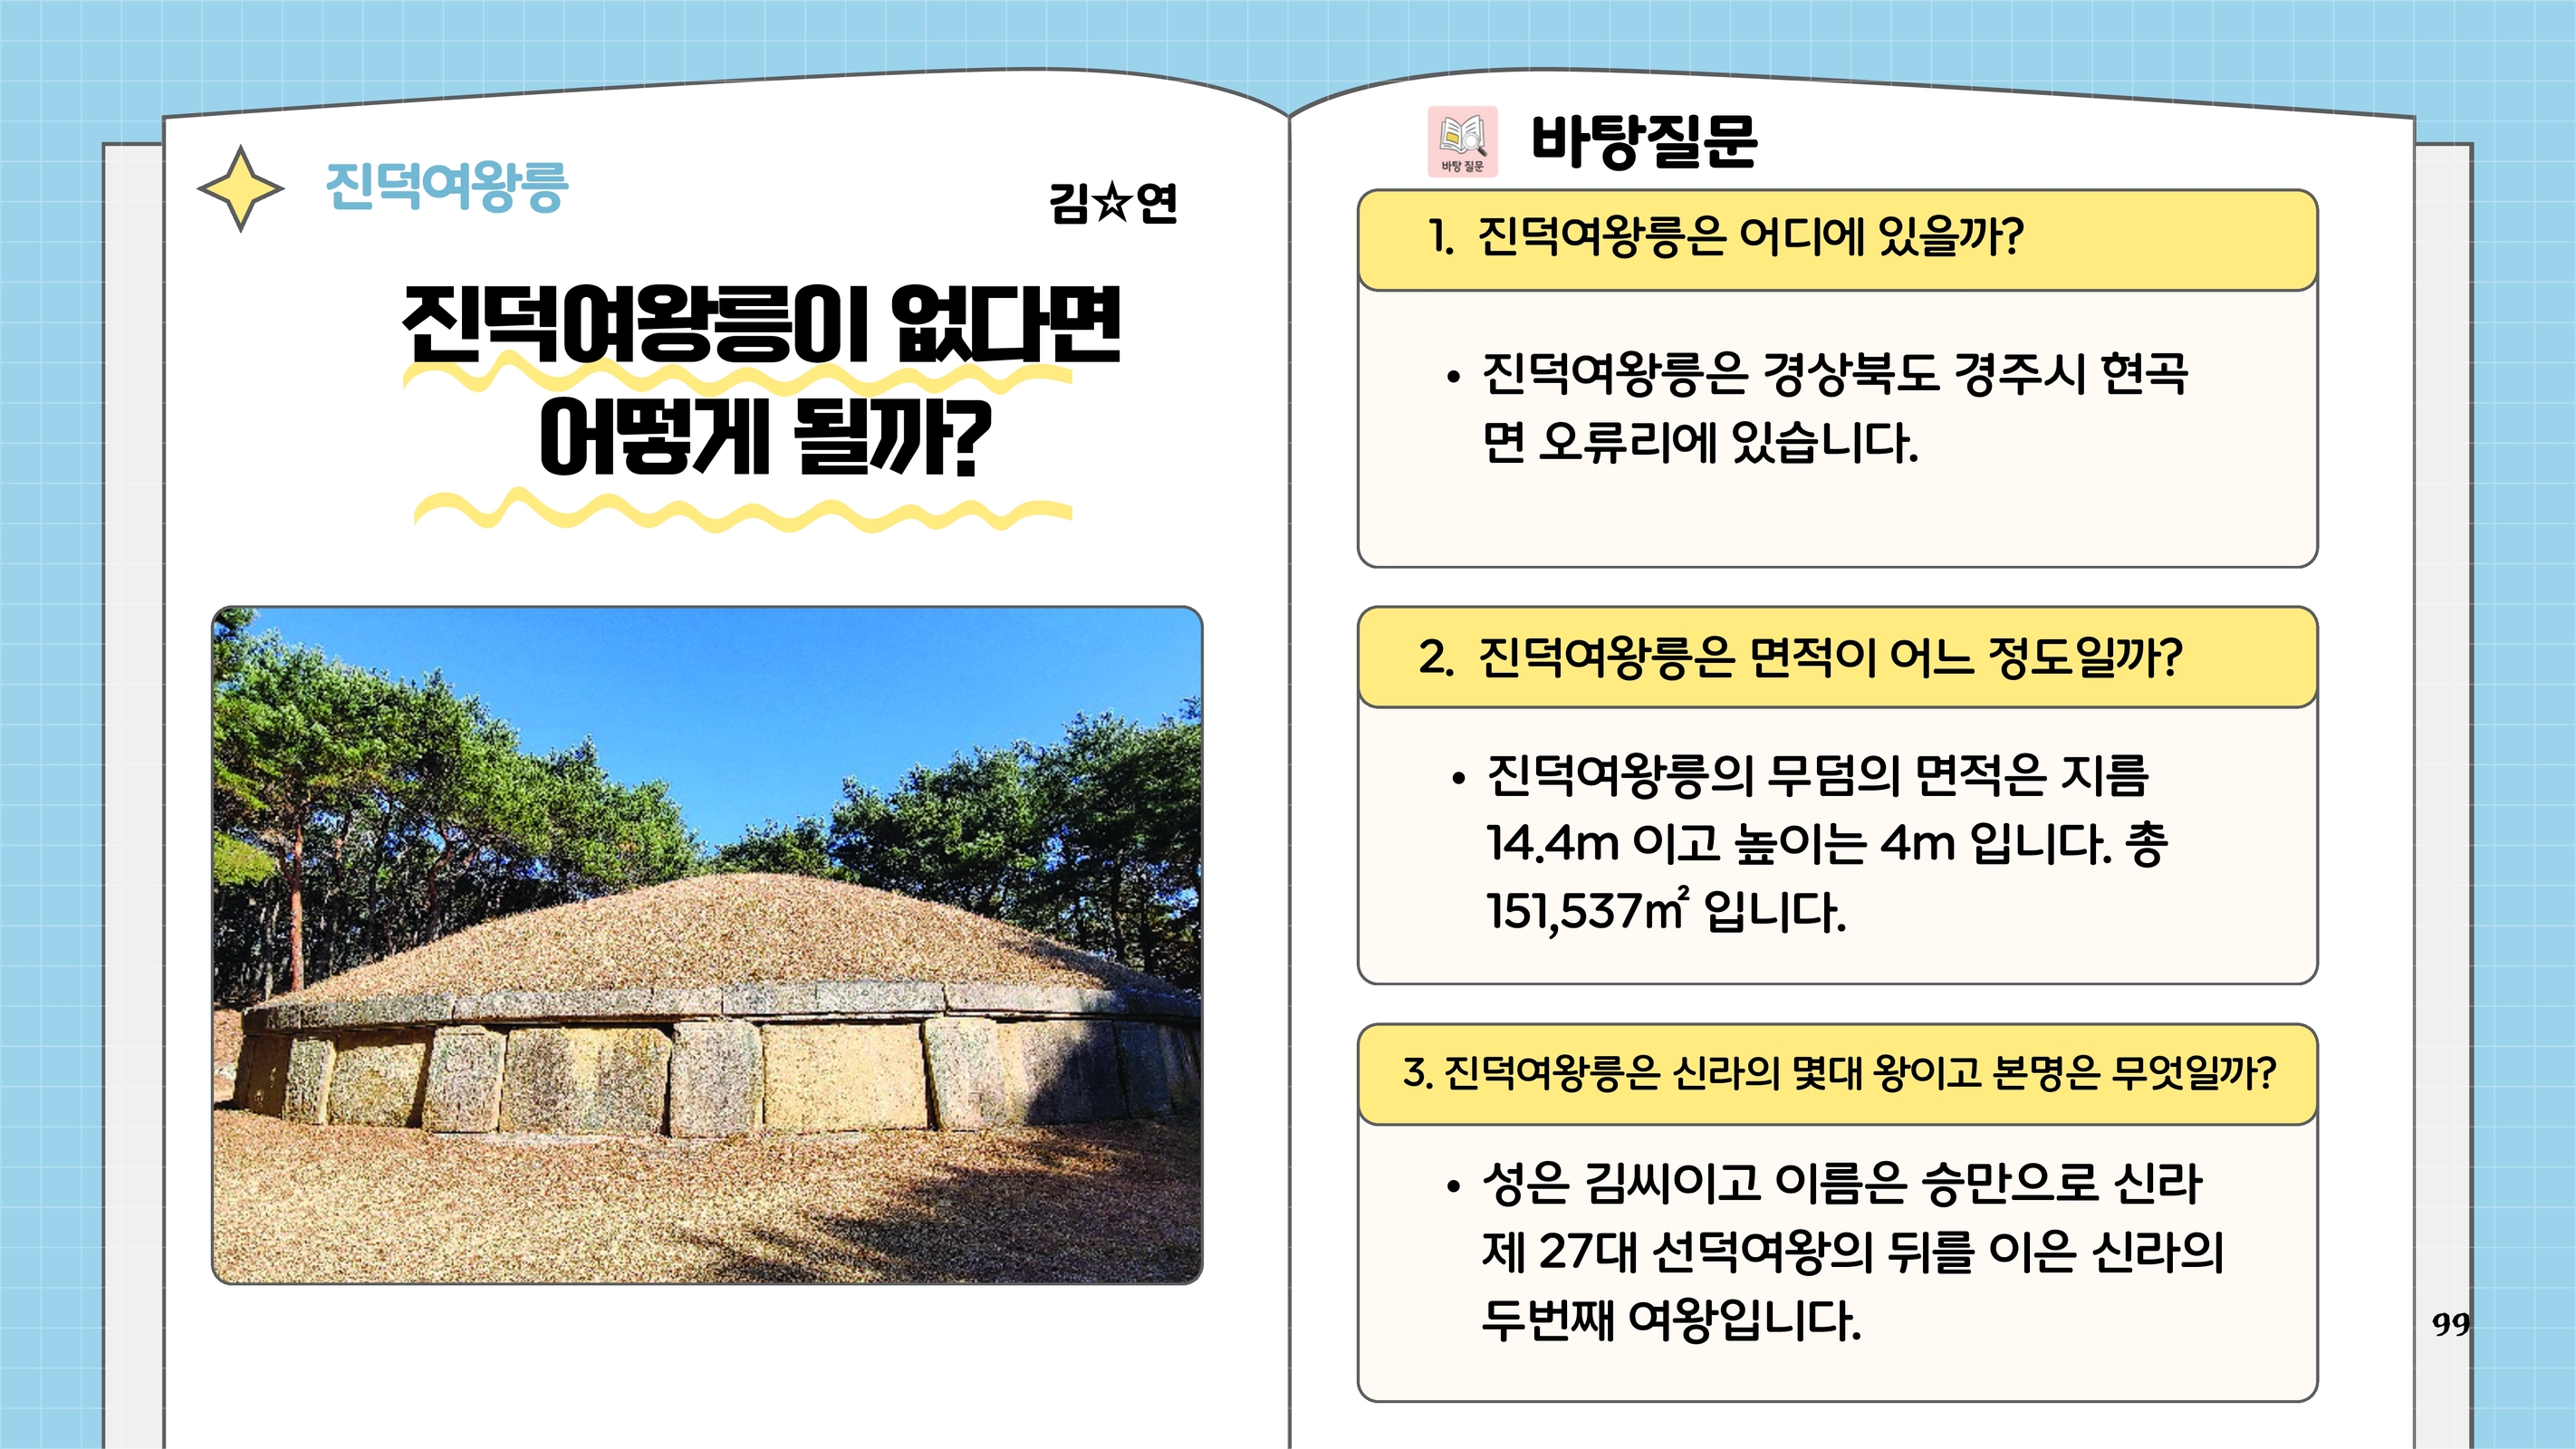 진덕여왕릉
김☆연
진덕여왕릉이 없다면
어떻게 될까?
바탕 질문
바탕질문
1. 진덕여왕릉은 어디에 있을까?
• 진덕여왕릉은 경상북도 경주시 현곡
면 오류리에 있습니다.
2. 진덕여왕릉은 면적이 어느 정도일까?
• 진덕여왕릉의 무덤의 면적은 지름
14.4m 이고 높이는 4m 입니다. 총
151,537㎡ 입니다.
3. 진덕여왕릉은 신라의 몇대 왕이고 본명은 무엇일까?
• 성은 김씨이고 이름은 승만으로 신라
제 27대 선덕여왕의 뒤를 이은 신라의
두번째 여왕입니다.
99